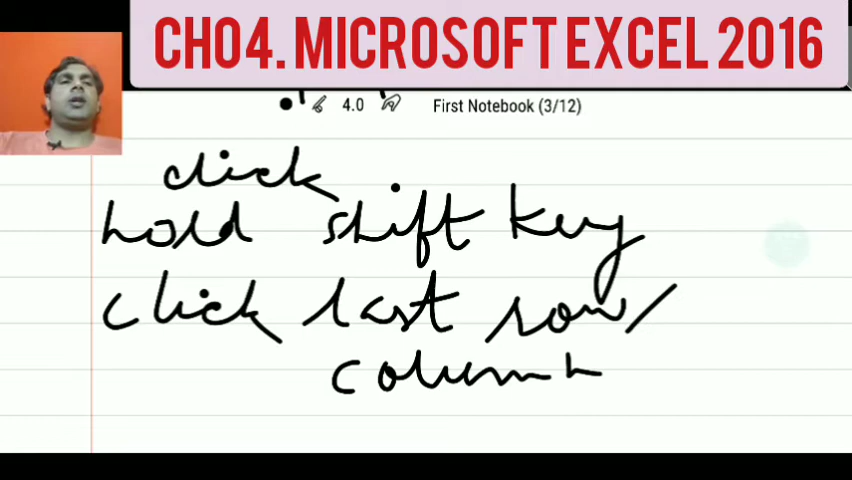 CH04. MICROSOFT EXCEL 2016
4.0 First Notebook (3/12)
click
hold shift key
click last row/
column